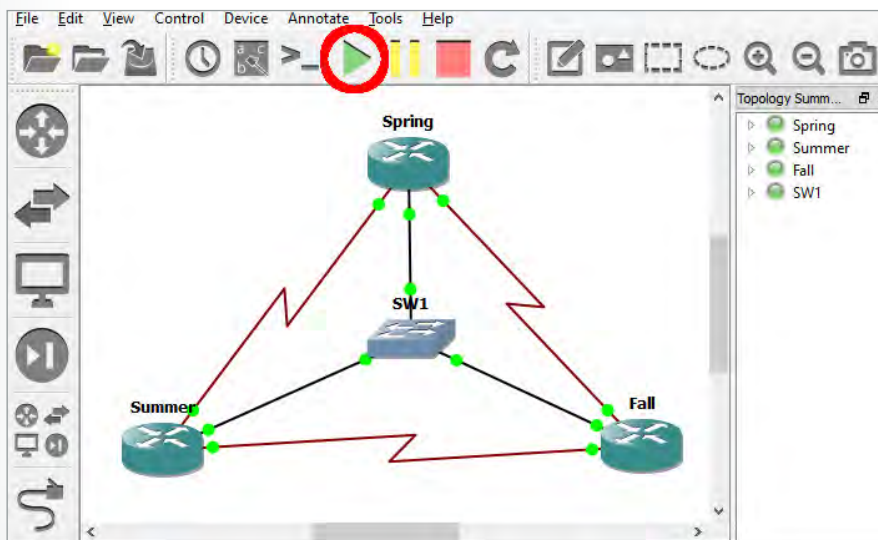 File Edit View Control Device Annotate Tools Help
Topology Summ...
Spring
Summer
Fall
SW1
Spring
SW1
Summer
Fall